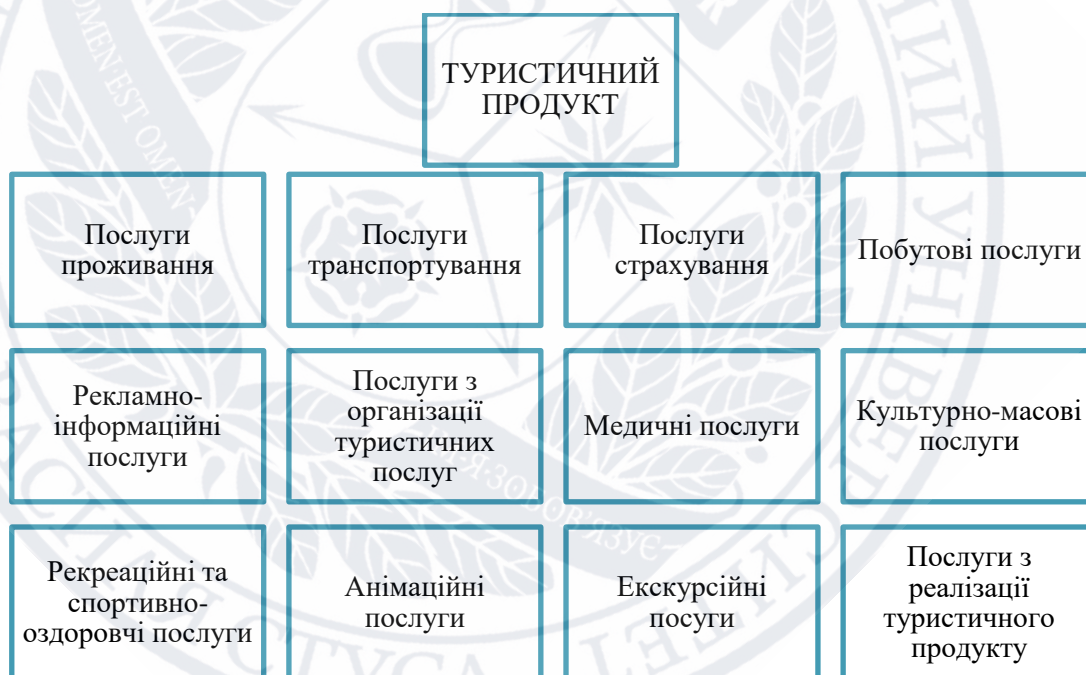 ТУРИСТИЧНИЙ
ПРОДУКТ
Послуги
проживання
Послуги
транспортування
Послуги
страхування
Побутові послуги
Рекламно-
інформаційні
послуги
Послуги з
організації
туристичних
послуг
Медичні послуги
Культурно-масові
послуги
Рекреаційні та
спортивно-
оздоровчі послуги
Анімаційні
послуги
Екскурсійні
посуги
Послуги з
реалізації
туристичного
продукту